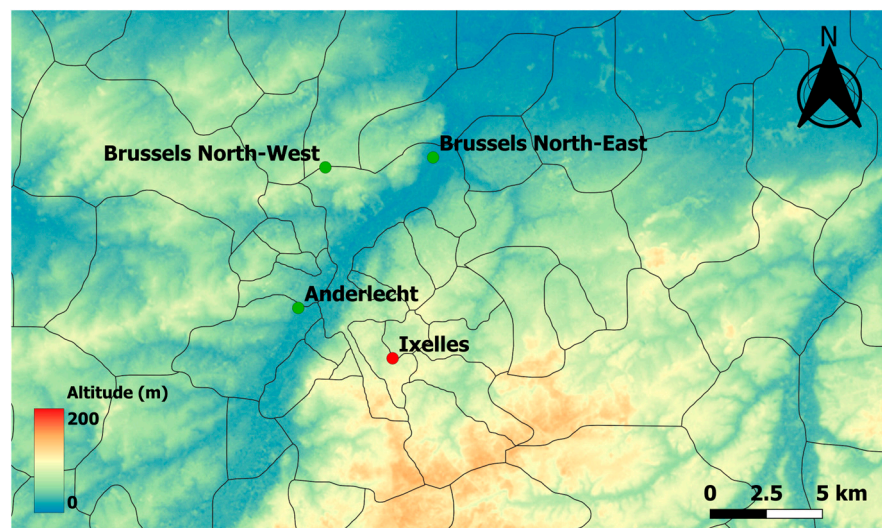 N
Brussels North-West
Brussels North-East
Anderlecht
Ixelles
Altitude (m)
200
0
0 2.5 5 km